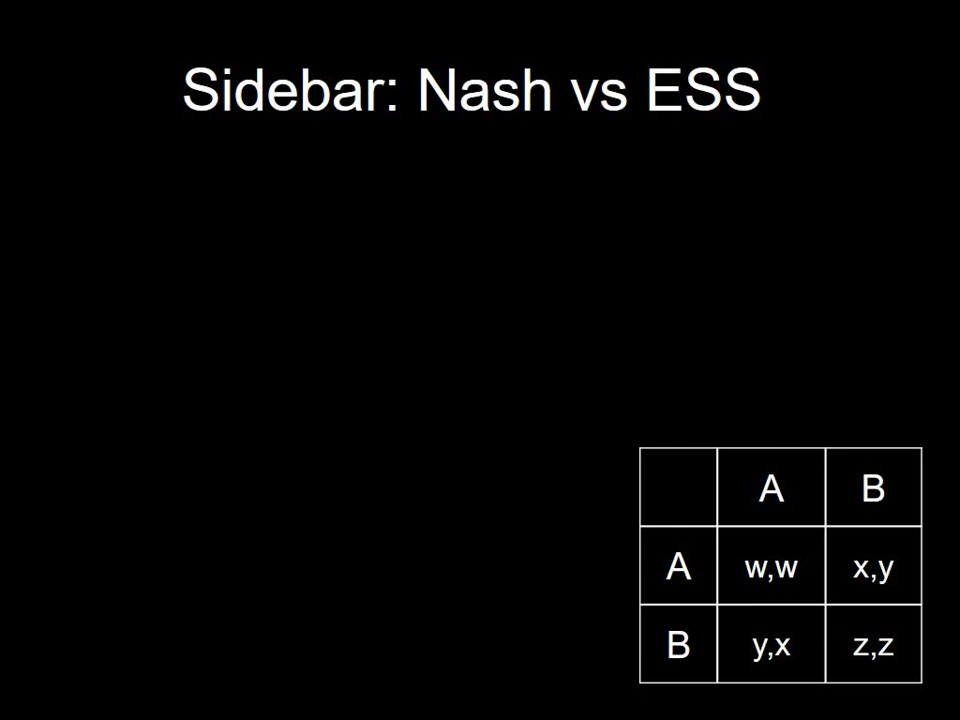 Sidebar: Nash vs ESS
A B
A w,w x,y
B y,x z,z